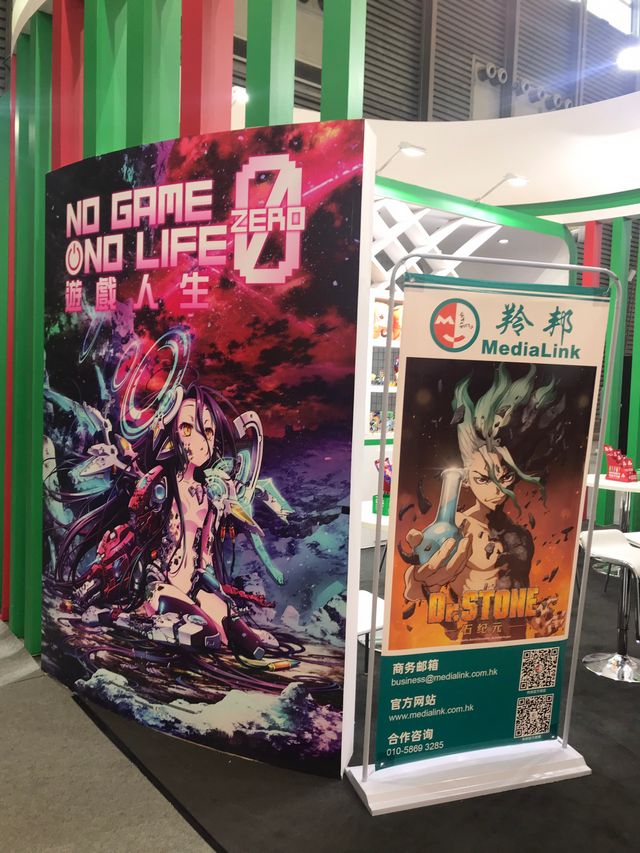 NO GAME
NO LIFE
ZERO
遊戲人生
羚邦
MediaLink
Dr.STONE
石纪元
商务邮箱
business@medialink.com.hk
官方网站
www.medialink.com.hk
合作咨询
010-5869 3285